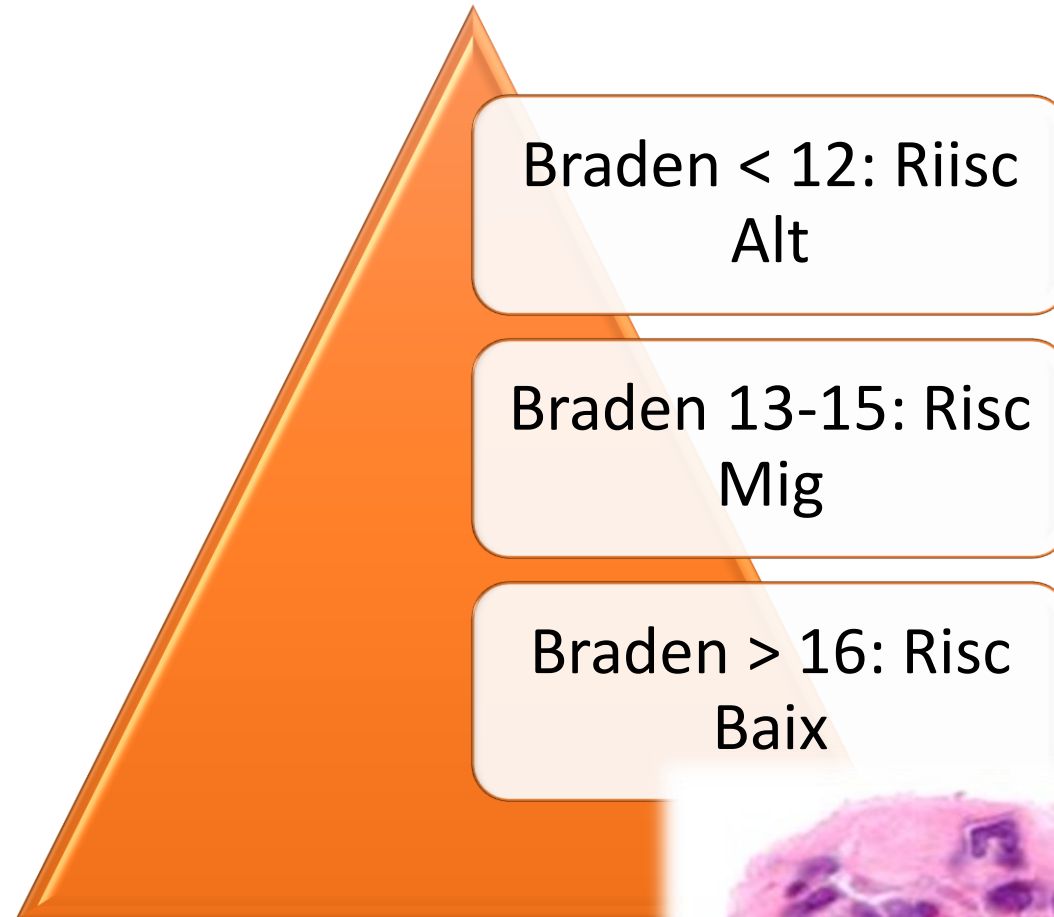 Braden < 12: Riisc
Alt
Braden 13-15: Risc
Mig
Braden > 16: Risc
Baix